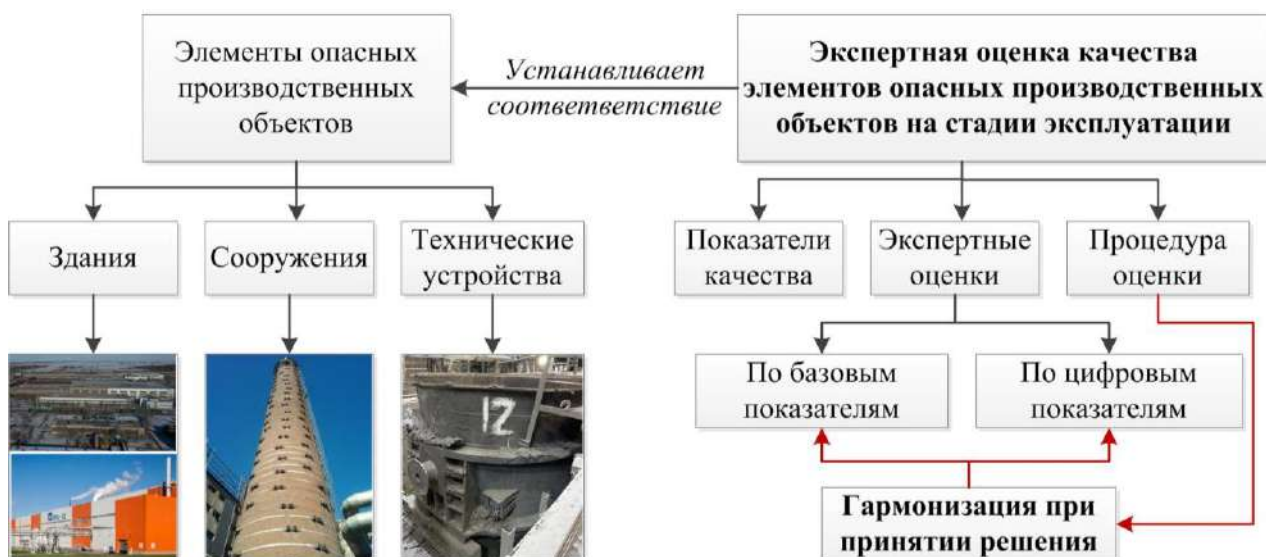 Элементы опасных
производственных
объектов
Устанавливает
соответствие
Экспертная оценка качества
элементов опасных производственных
объектов на стадии эксплуатации
Здания
Сооружения
Технические
устройства
Показатели
качества
Экспертные
оценки
Процедура
оценки
12
По базовым
показателям
По цифровым
показателям
Гармонизация при
принятии решения